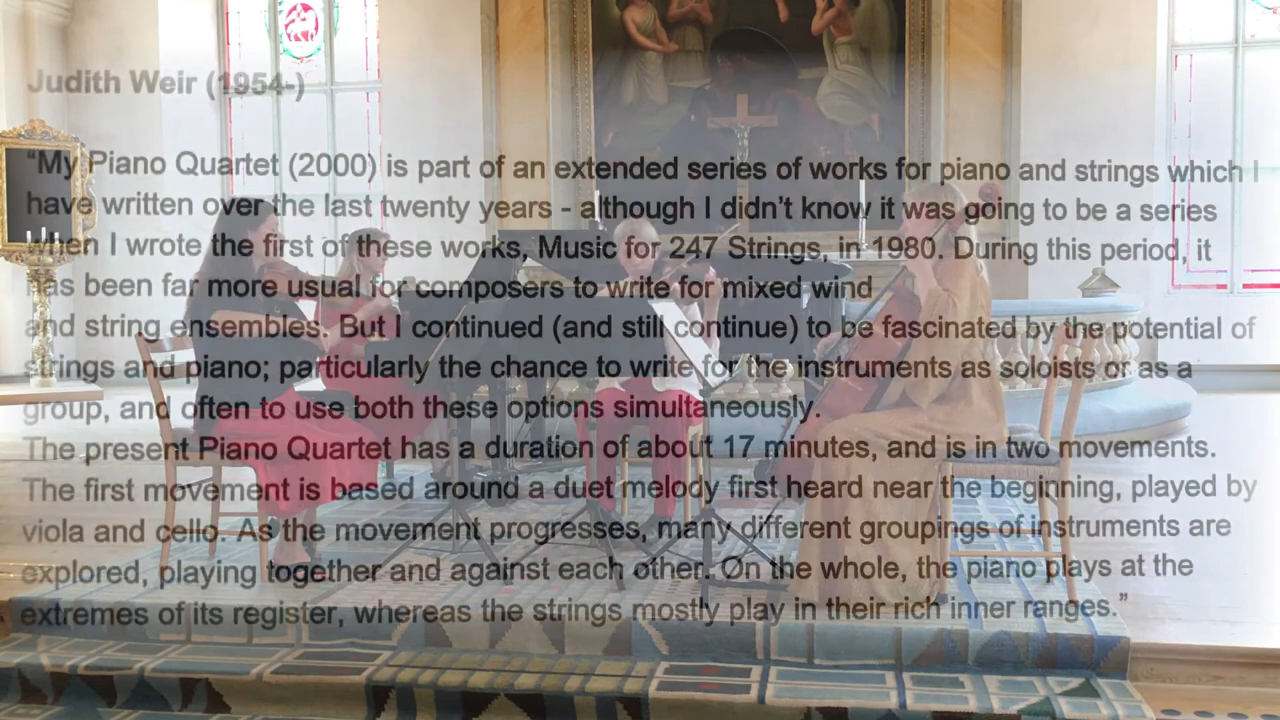 Judith Weir (1954-)
“My Piano Quartet (2000) is part of an extended series of works for piano and strings which I
have written over the last twenty years - although I didn’t know it was going to be a series
when I wrote the first of these works, Music for 247 Strings, in 1980. During this period, it
has been far more usual for composers to write for mixed wind
and string ensembles. But I continued (and still continue) to be fascinated by the potential of
strings and piano; particularly the chance to write for the instruments as soloists or as a
group, and often to use both these options simultaneously.
The present Piano Quartet has a duration of about 17 minutes, and is in two movements.
The first movement is based around a duet melody first heard near the beginning, played by
viola and cello. As the movement progresses, many different groupings of instruments are
explored, playing together and against each other. On the whole, the piano plays at the
extremes of its register, whereas the strings mostly play in their rich inner ranges.”